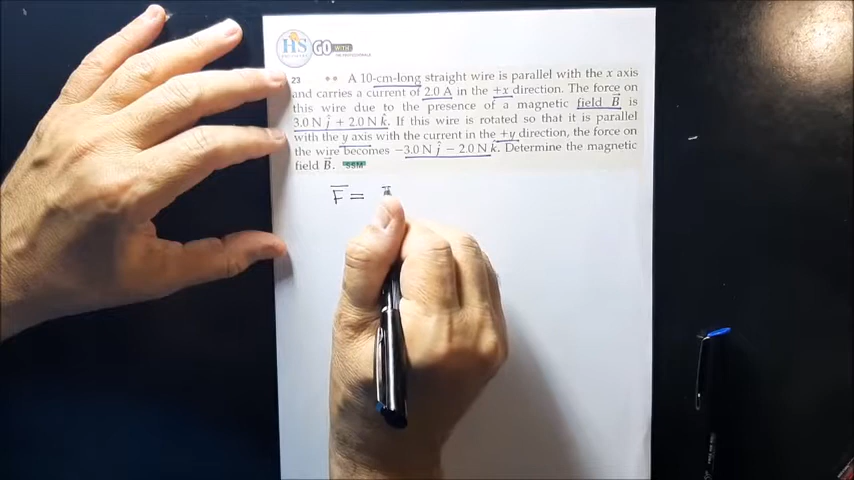 HS
GO WITH
23 •• A 10-cm-long straight wire is parallel with the x axis
and carries a current of 2.0 A in the +x direction. The force on
this wire due to the presence of a magnetic field B⃗ is
3.0 N ĵ + 2.0 N k̂. If this wire is rotated so that it is parallel
with the y axis with the current in the +y direction, the force on
the wire becomes −3.0 N ĵ − 2.0 N k̂. Determine the magnetic
field B⃗. SSM
F̅ =